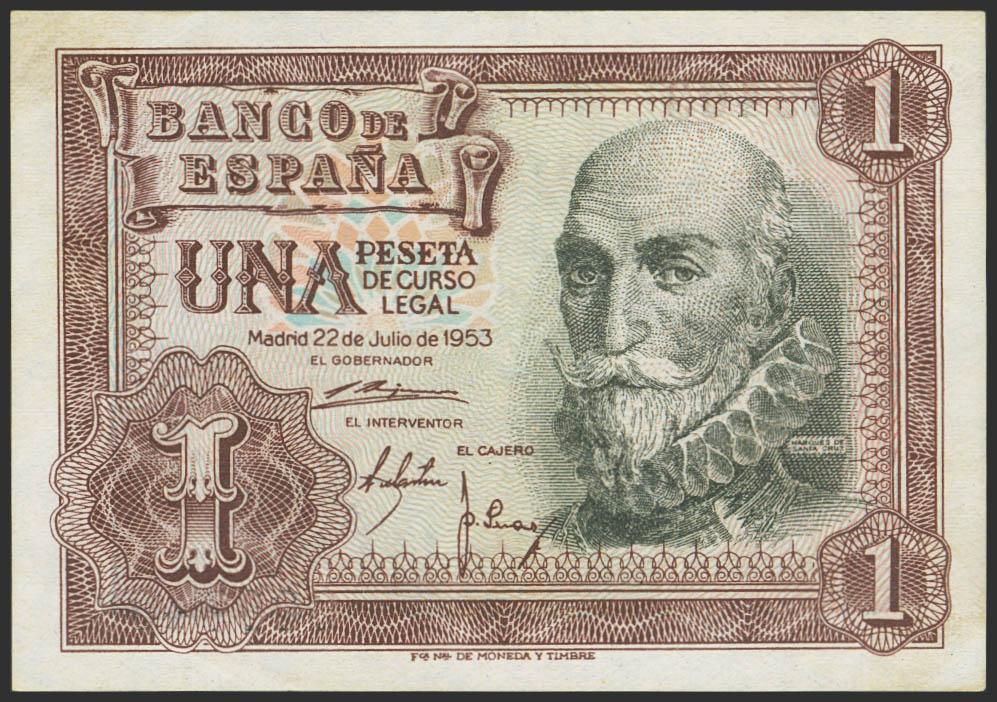 BANCO DE
ESPAÑA
1
UNA PESETA
DE CURSO
LEGAL
Madrid 22 de Julio de 1953
EL GOBERNADOR
EL INTERVENTOR
EL CAJERO
MARQUES DE
SANTA CRUZ
1
1
Fca. Nal. DE MONEDA Y TIMBRE